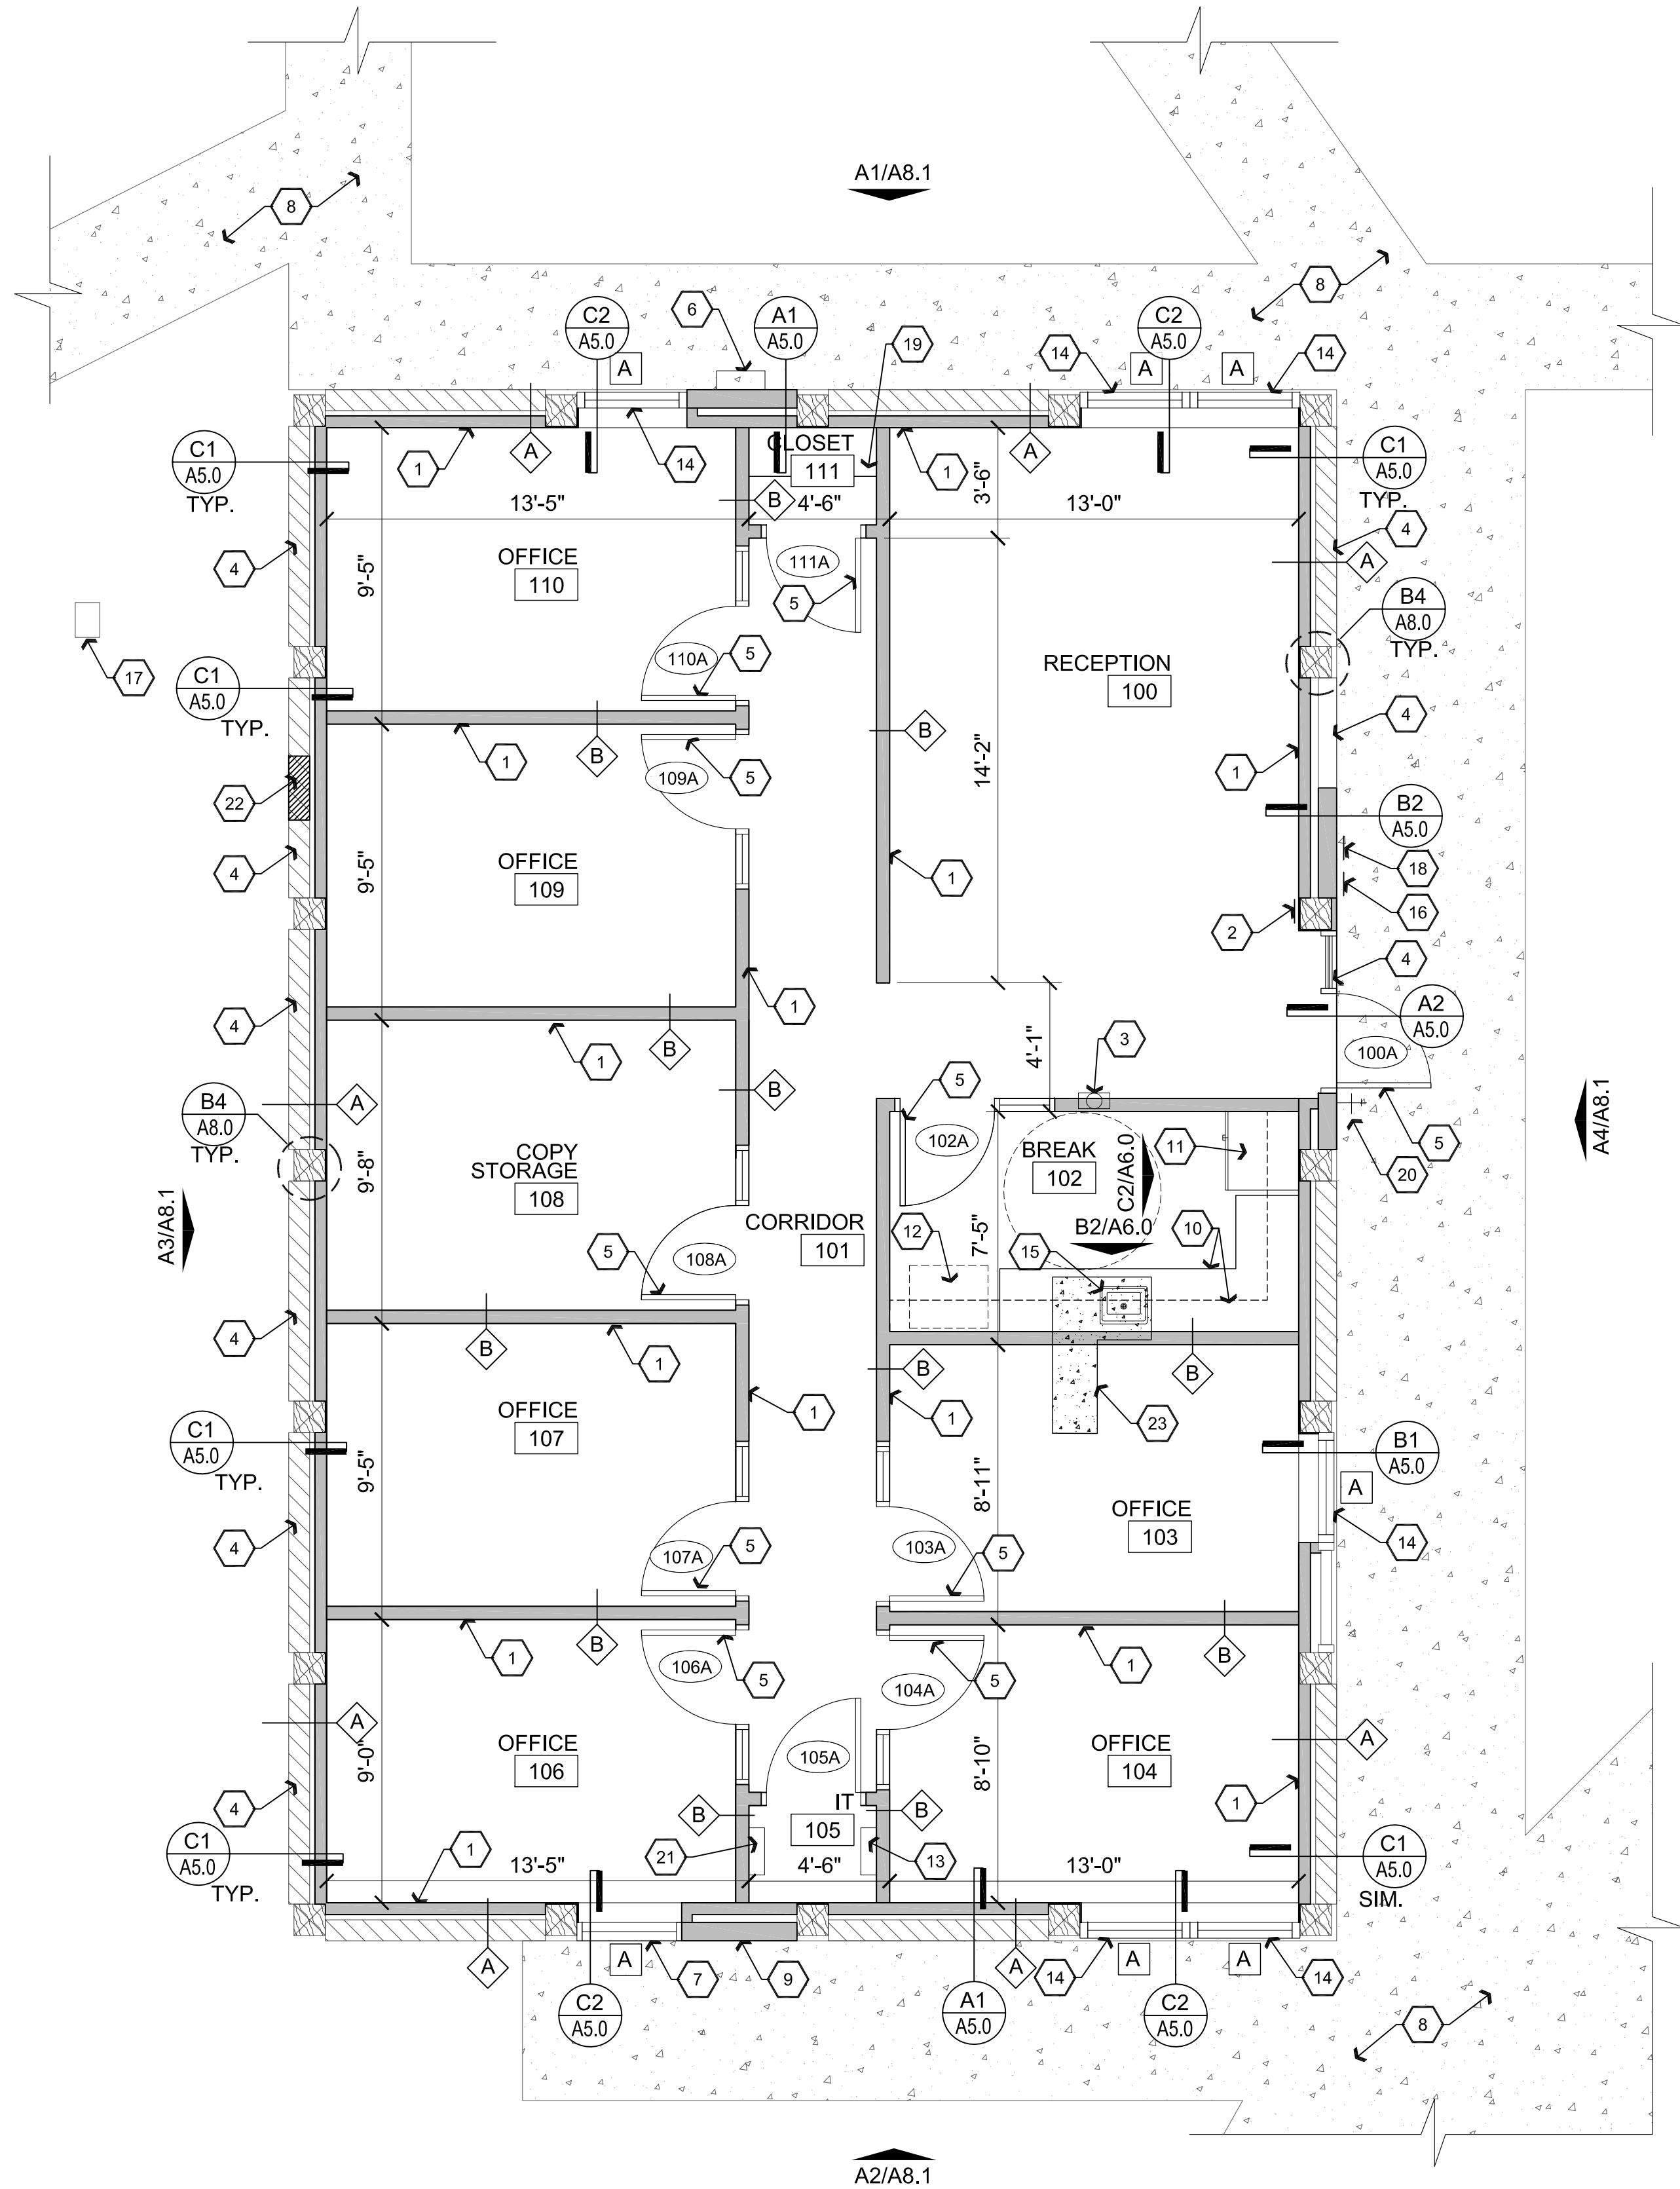 A1/A8.1
8
8
6
C2
A5.0
A
A1
A5.0
19
14
A
C2
A5.0
A
14
C1
A5.0
TYP.
1
A
14
CLOSET
111
B
1
3'-6"
A
C1
A5.0
TYP.
13'-5"
4'-6"
13'-0"
4
4
A
OFFICE
110
9'-5"
111A
5
B4
A8.0
TYP.
17
110A
5
RECEPTION
100
C1
A5.0
TYP.
4
1
B
109A
5
B
14'-2"
1
22
B2
A5.0
4
OFFICE
109
9'-5"
1
18
16
2
4
4
1
1
B
A2
A5.0
3
4'-1"
100A
5
B
A
B4
A8.0
TYP.
5
102A
BREAK
102
C2/A6.0
11
20
A4/A8.1
COPY
STORAGE
108
9'-8"
A3/A8.1
CORRIDOR
101
12
7'-5"
B2/A6.0
15
10
5
108A
4
B
1
B
B
1
1
23
OFFICE
107
9'-5"
C1
A5.0
TYP.
B1
A5.0
A
8'-11"
OFFICE
103
14
4
107A
5
103A
5
B
1
106A
5
104A
5
1
B
A
9'-0"
OFFICE
106
105A
8'-10"
OFFICE
104
A
4
B
IT
105
B
1
C1
A5.0
TYP.
1
21
13
C1
A5.0
SIM.
13'-5"
4'-6"
13'-0"
A
A
7
9
A
14
A
A
14
C2
A5.0
A1
A5.0
C2
A5.0
8
A2/A8.1